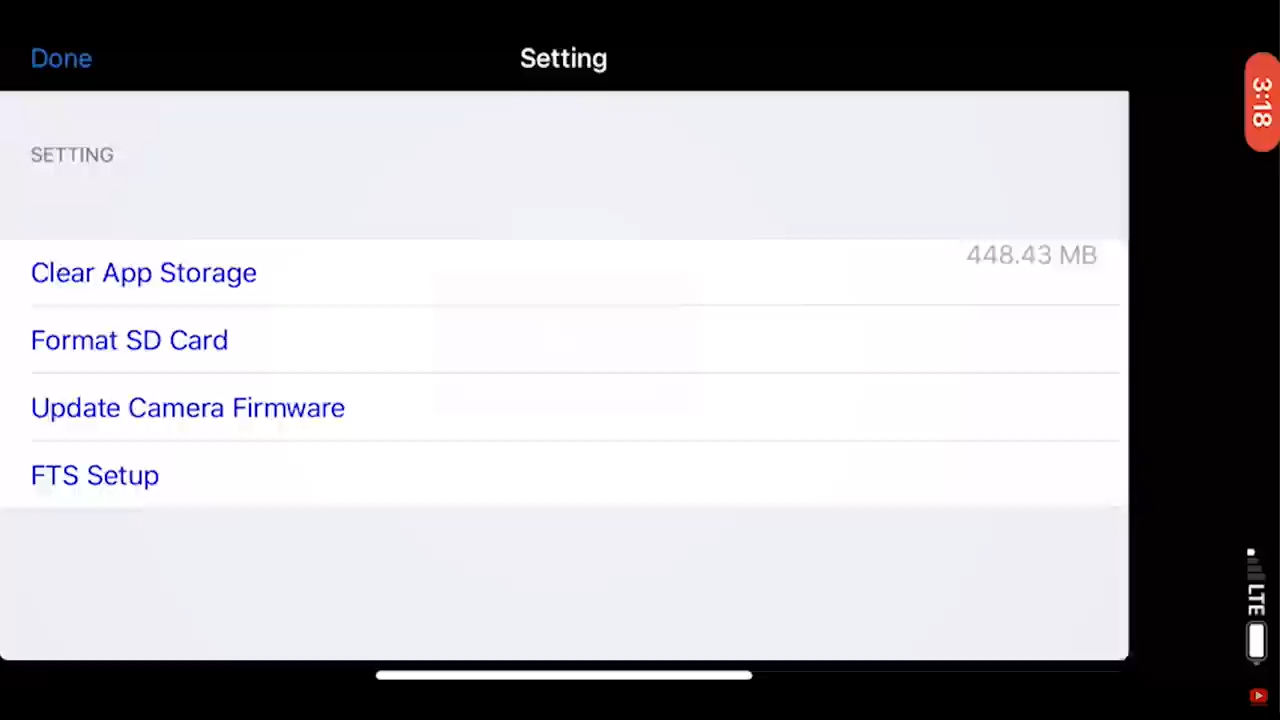 Done
Setting
3:18
SETTING
448.43 MB
Clear App Storage
Format SD Card
Update Camera Firmware
FTS Setup
LTE